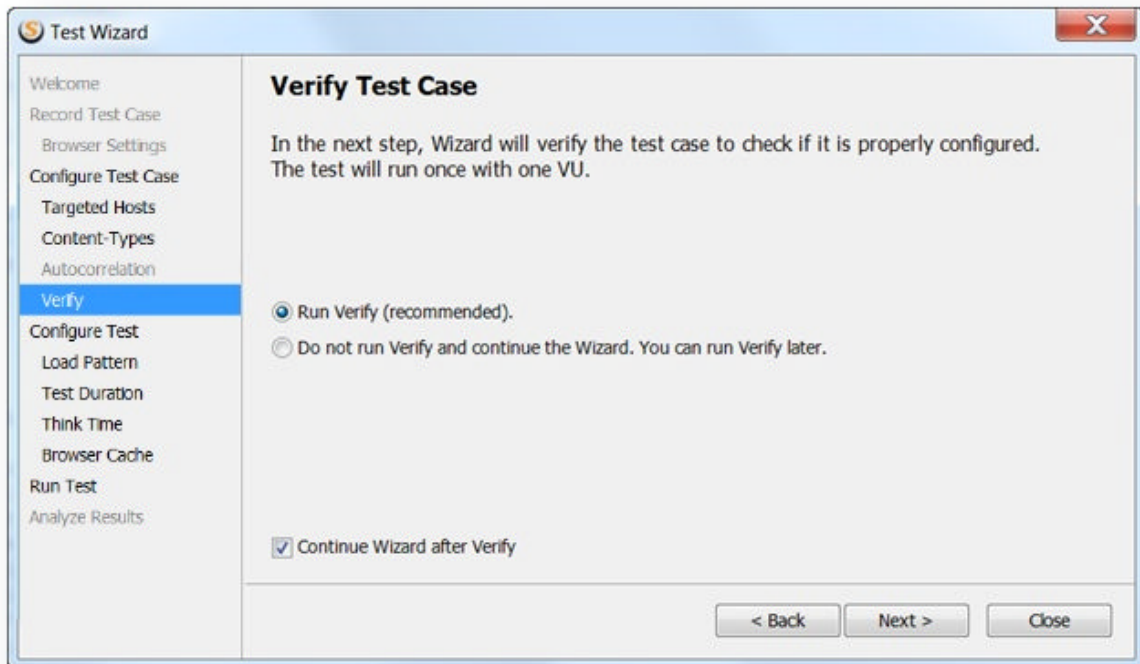 Test Wizard
Welcome
Record Test Case
Browser Settings
Configure Test Case
Targeted Hosts
Content-Types
Autocorrelation
Verify
Configure Test
Load Pattern
Test Duration
Think Time
Browser Cache
Run Test
Analyze Results
Verify Test Case
In the next step, Wizard will verify the test case to check if it is properly configured.
The test will run once with one VU.
Run Verify (recommended).
Do not run Verify and continue the Wizard. You can run Verify later.
Continue Wizard after Verify
< Back
Next >
Close